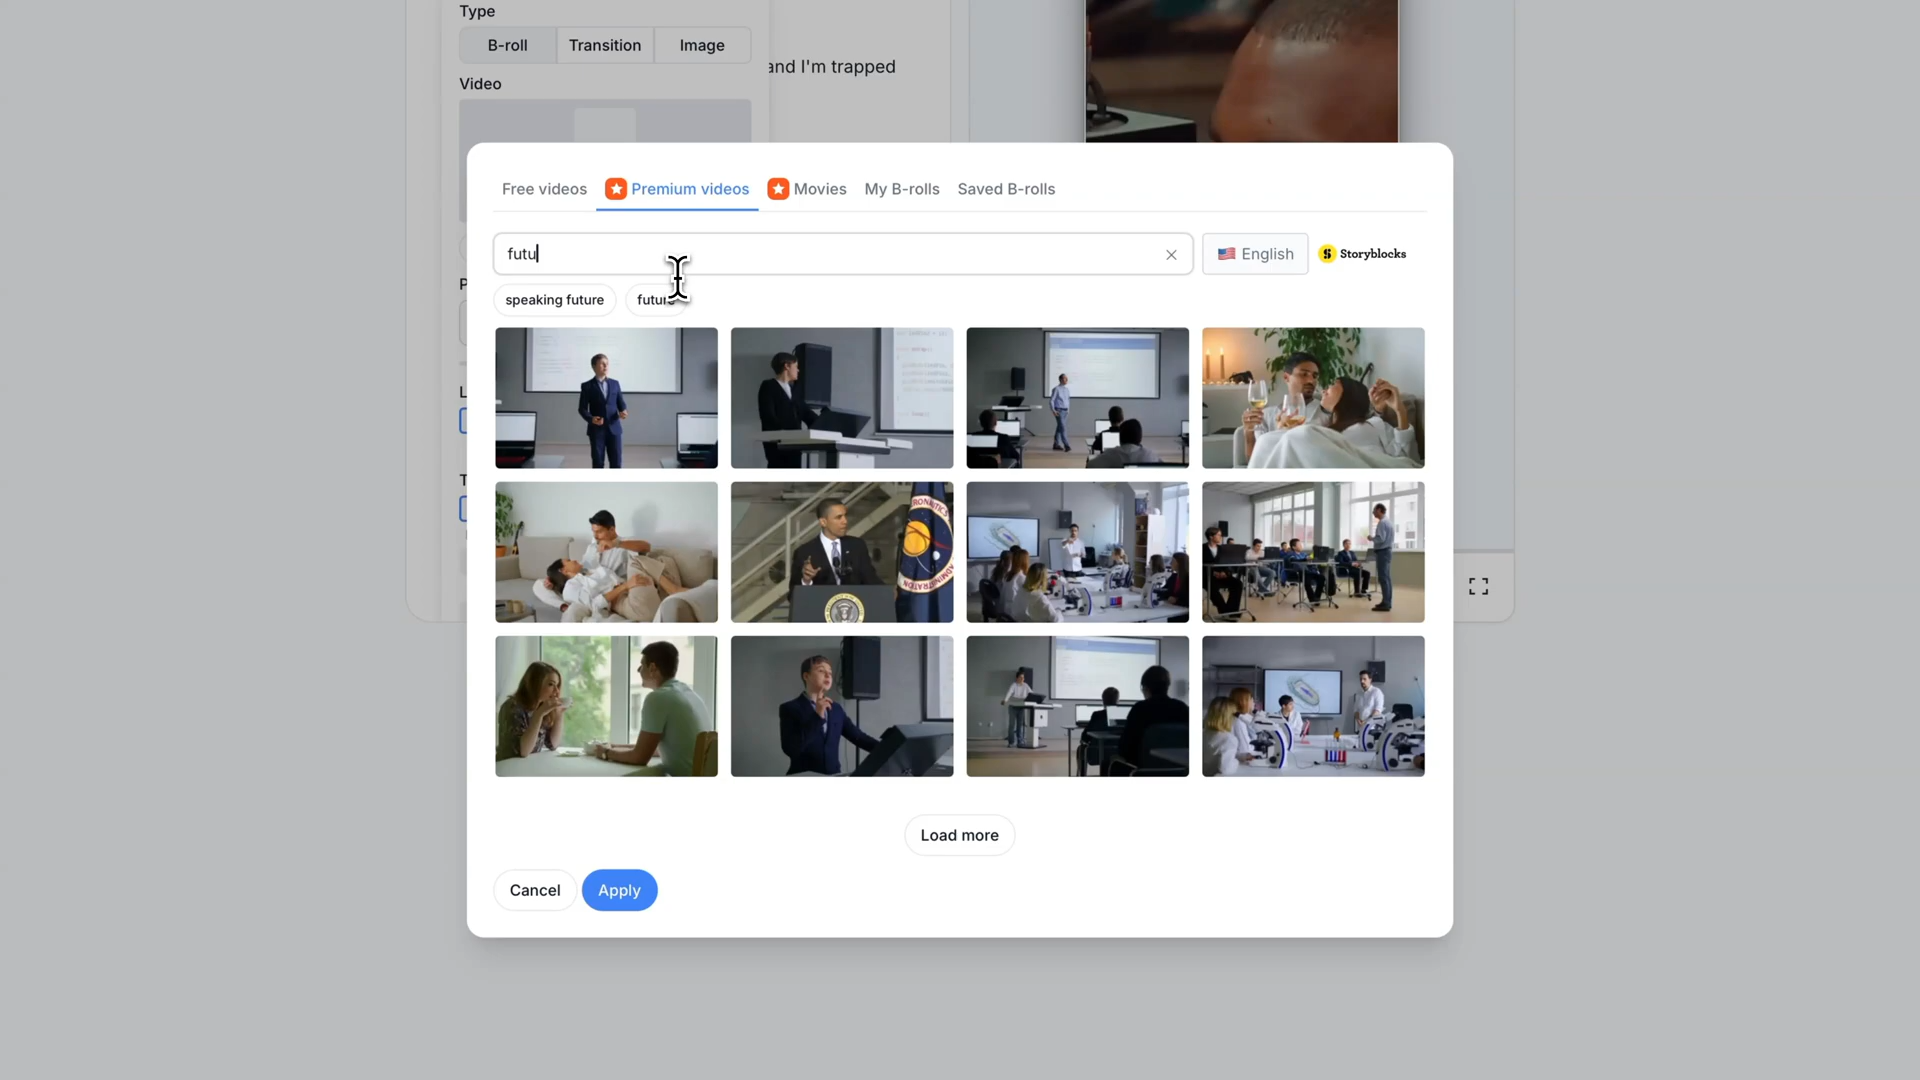 Type
B-roll Transition Image
and I'm trapped
Video
Free videos Premium videos Movies My B-rolls Saved B-rolls
futu
English Storyblocks
speaking future future
Load more
Cancel Apply